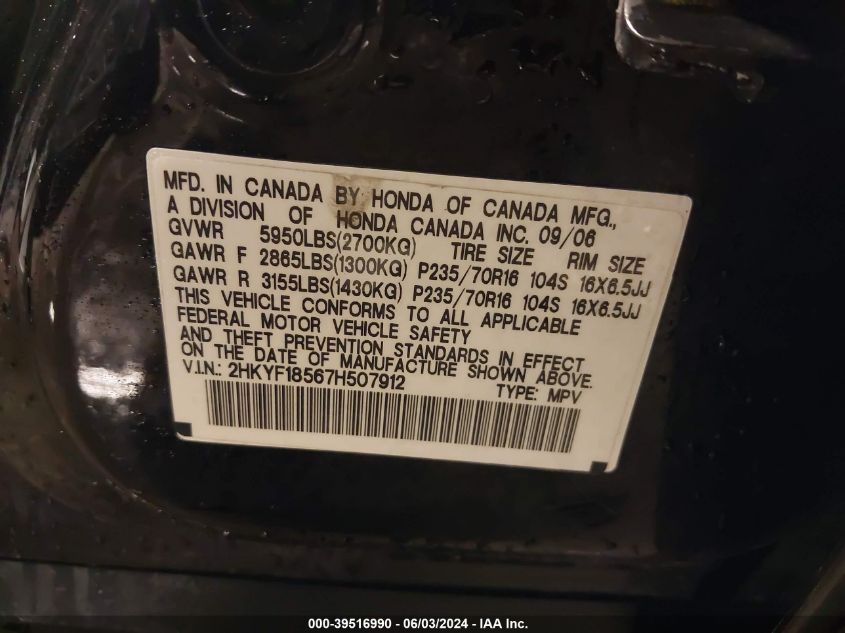 MFD. IN CANADA BY HONDA OF CANADA MFG.,
A DIVISION OF HONDA CANADA INC. 09/06
GVWR 5950LBS(2700KG) TIRE SIZE RIM SIZE
GAWR F 2865LBS(1300KG) P235/70R16 104S 16X6.5JJ
GAWR R 3155LBS(1430KG) P235/70R16 104S 16X6.5JJ
THIS VEHICLE CONFORMS TO ALL APPLICABLE
FEDERAL MOTOR VEHICLE SAFETY
AND THEFT PREVENTION STANDARDS IN EFFECT
ON THE DATE OF MANUFACTURE SHOWN ABOVE.
V.I.N.: 2HKYF18567H507912 TYPE: MPV
000-39516990 - 06/03/2024 - IAA Inc.